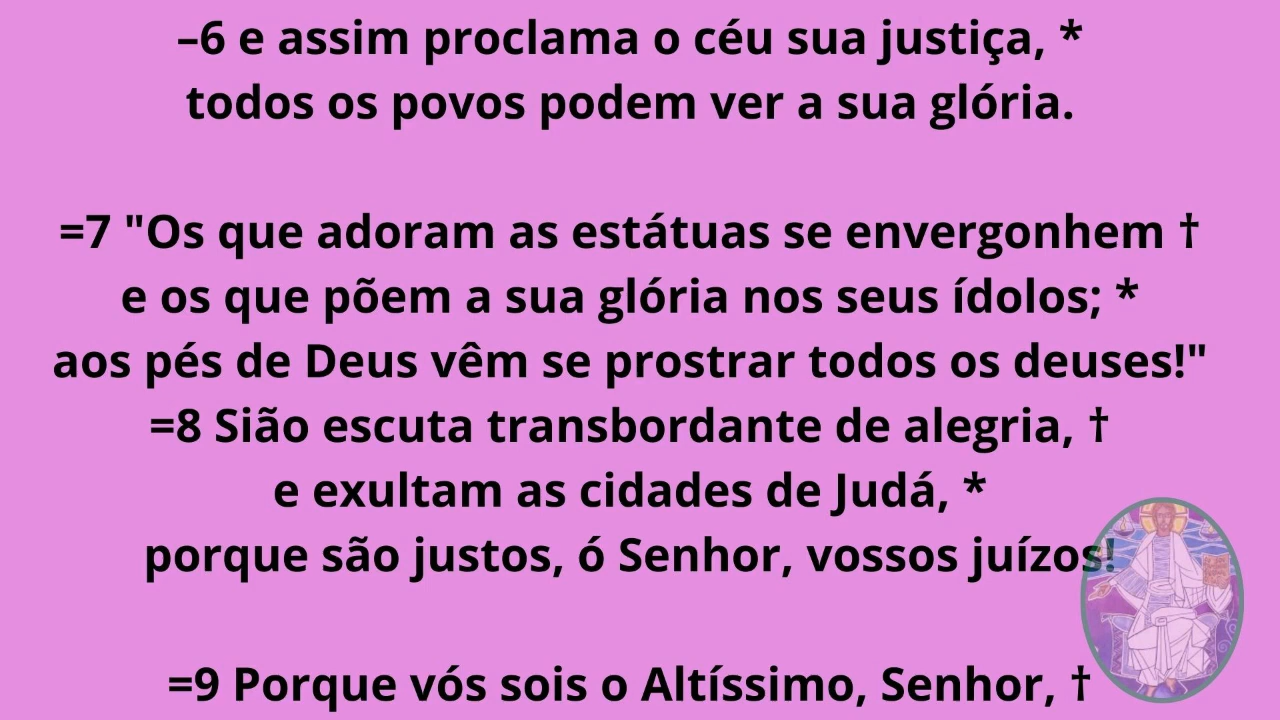 –6 e assim proclama o céu sua justiça, *
todos os povos podem ver a sua glória.
=7 "Os que adoram as estátuas se envergonhem †
e os que põem a sua glória nos seus ídolos; *
aos pés de Deus vêm se prostrar todos os deuses!"
=8 Sião escuta transbordante de alegria, †
e exultam as cidades de Judá, *
porque são justos, ó Senhor, vossos juízos!
=9 Porque vós sois o Altíssimo, Senhor, †